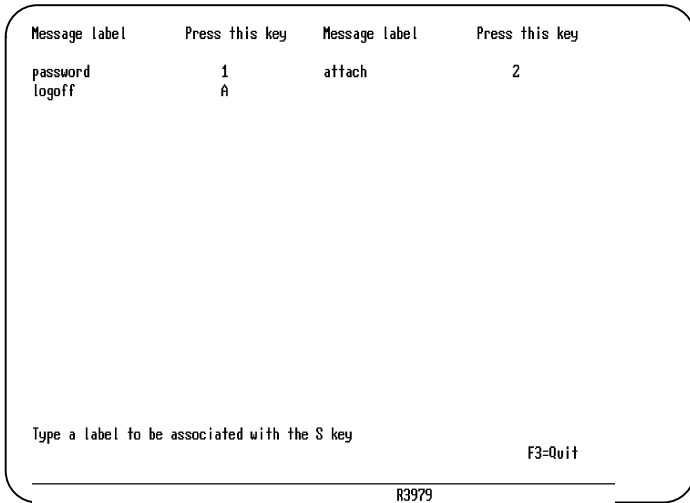 Message label Press this key Message label Press this key
password 1 attach 2
logoff A
Type a label to be associated with the S key
F3=Quit
R3979